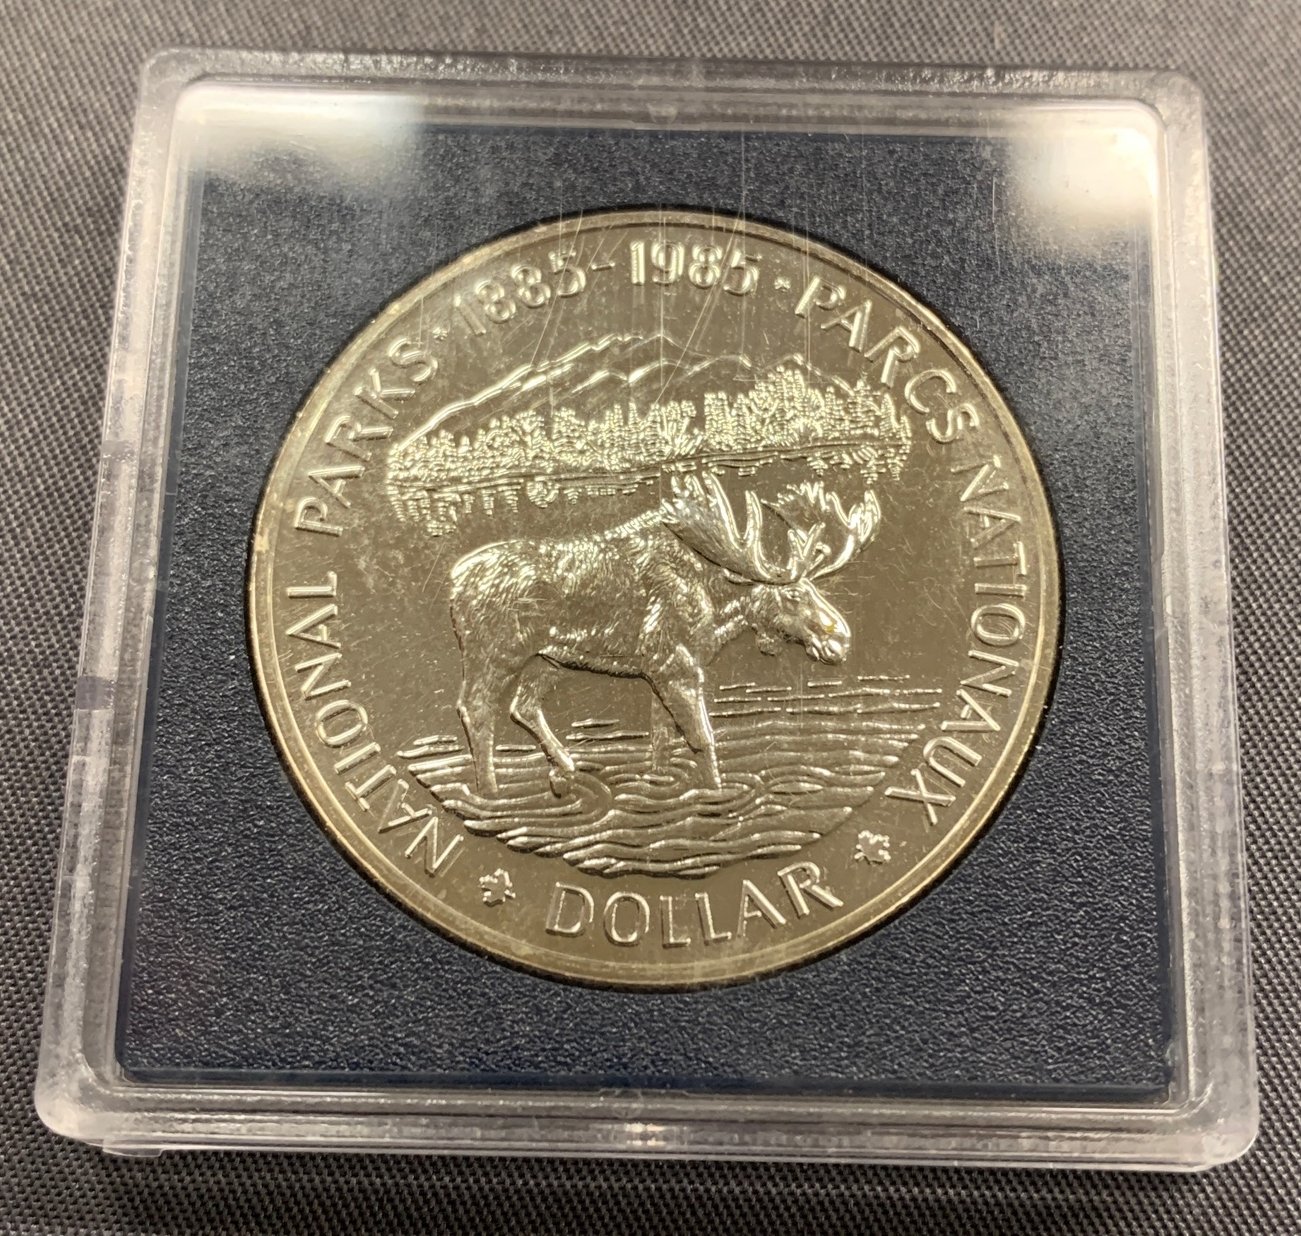 NATIONAL PARKS · 1885-1985 · PARCS NATIONAUX
DOLLAR